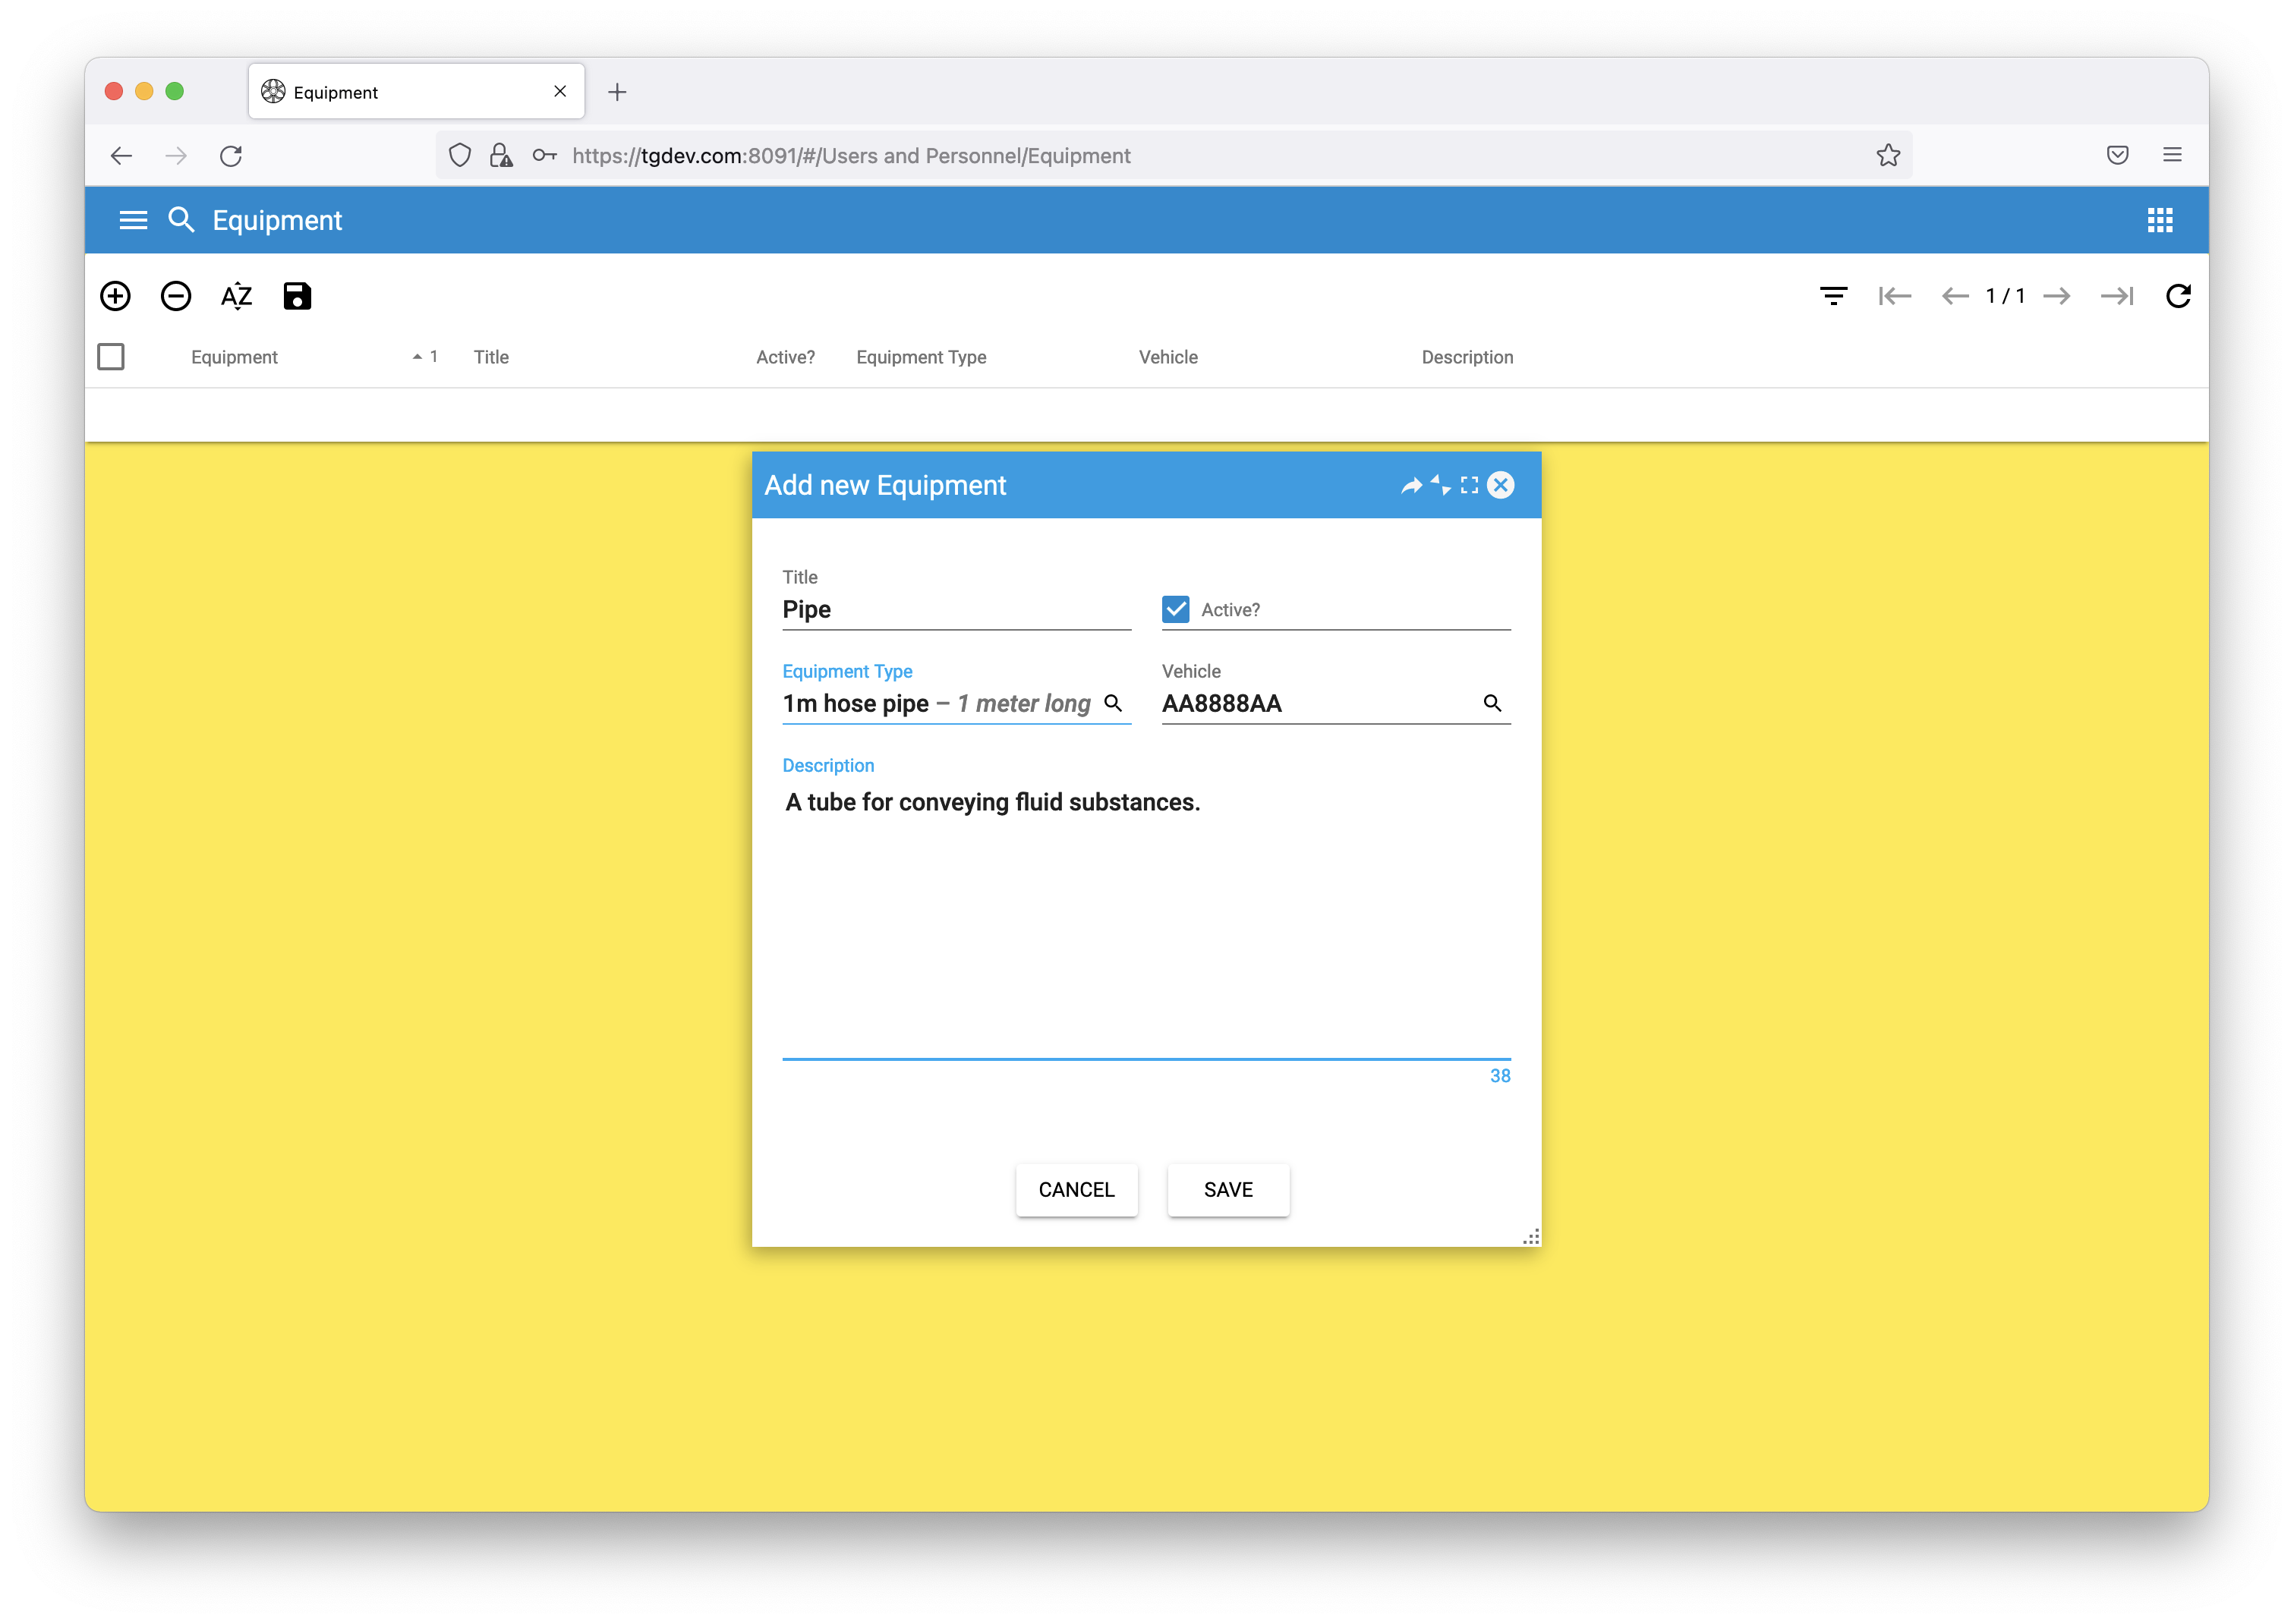 Equipment
https://tgdev.com:8091/#/Users and Personnel/Equipment
Equipment
AZ
1 / 1
Equipment 1 Title Active? Equipment Type Vehicle Description
Add new Equipment
Title
Pipe
Active?
Equipment Type Vehicle
1m hose pipe – 1 meter long AA8888AA
Description
A tube for conveying fluid substances.
38
CANCEL SAVE